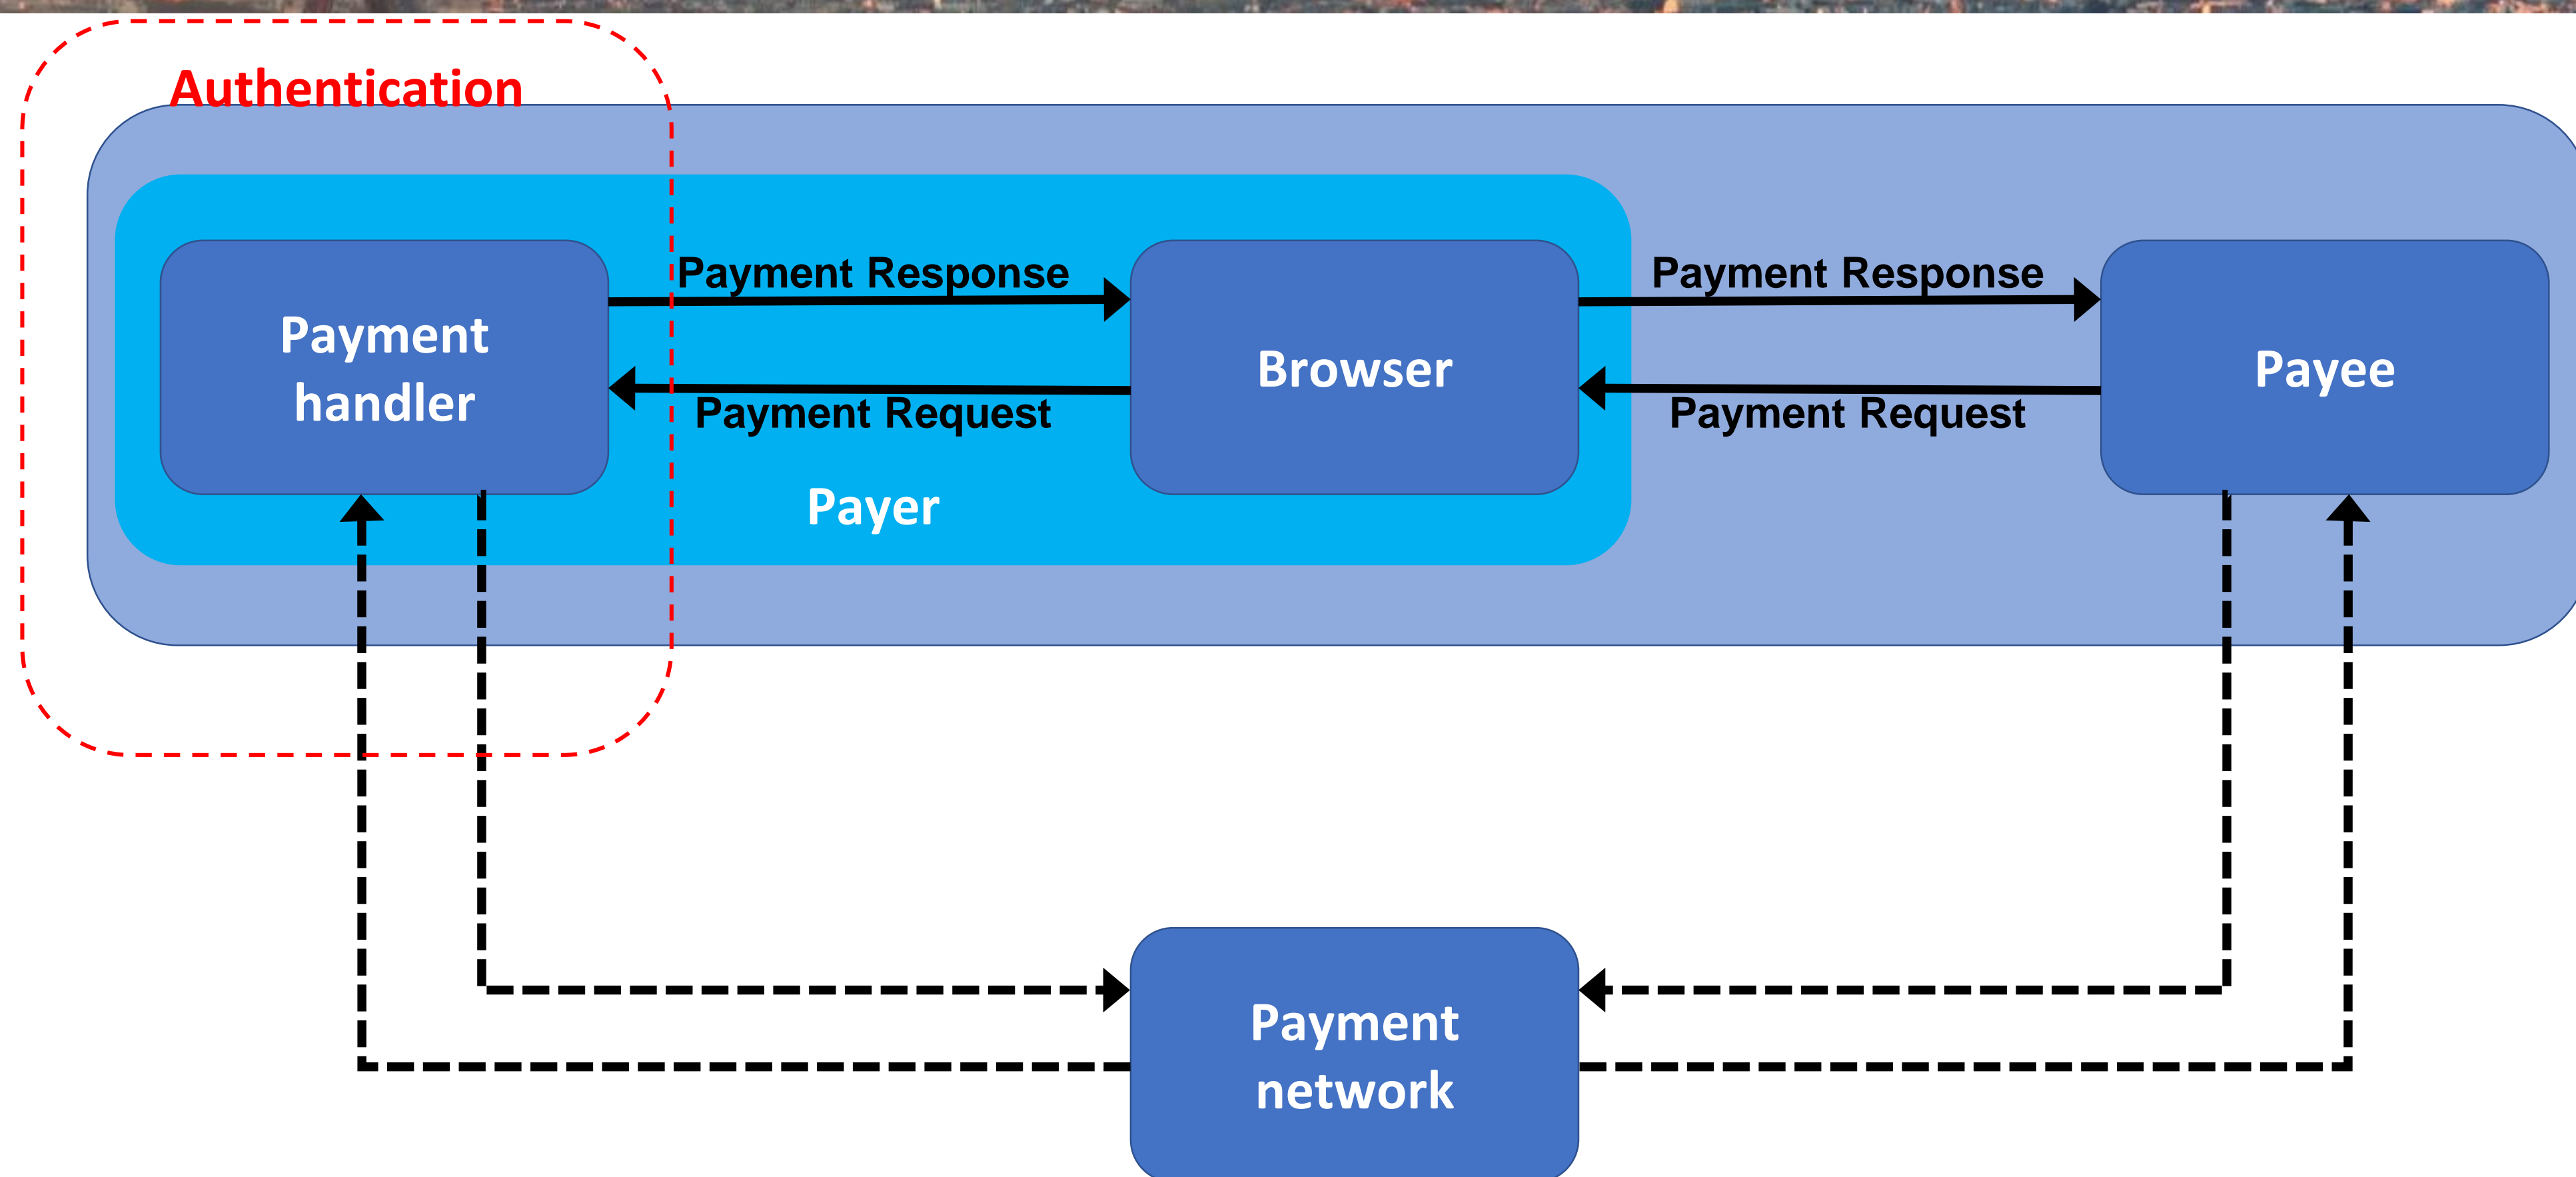 Authentication
Payment Response
Payment Response
Payment
handler
Browser
Payee
Payment Request
Payment Request
Payer
Payment
network